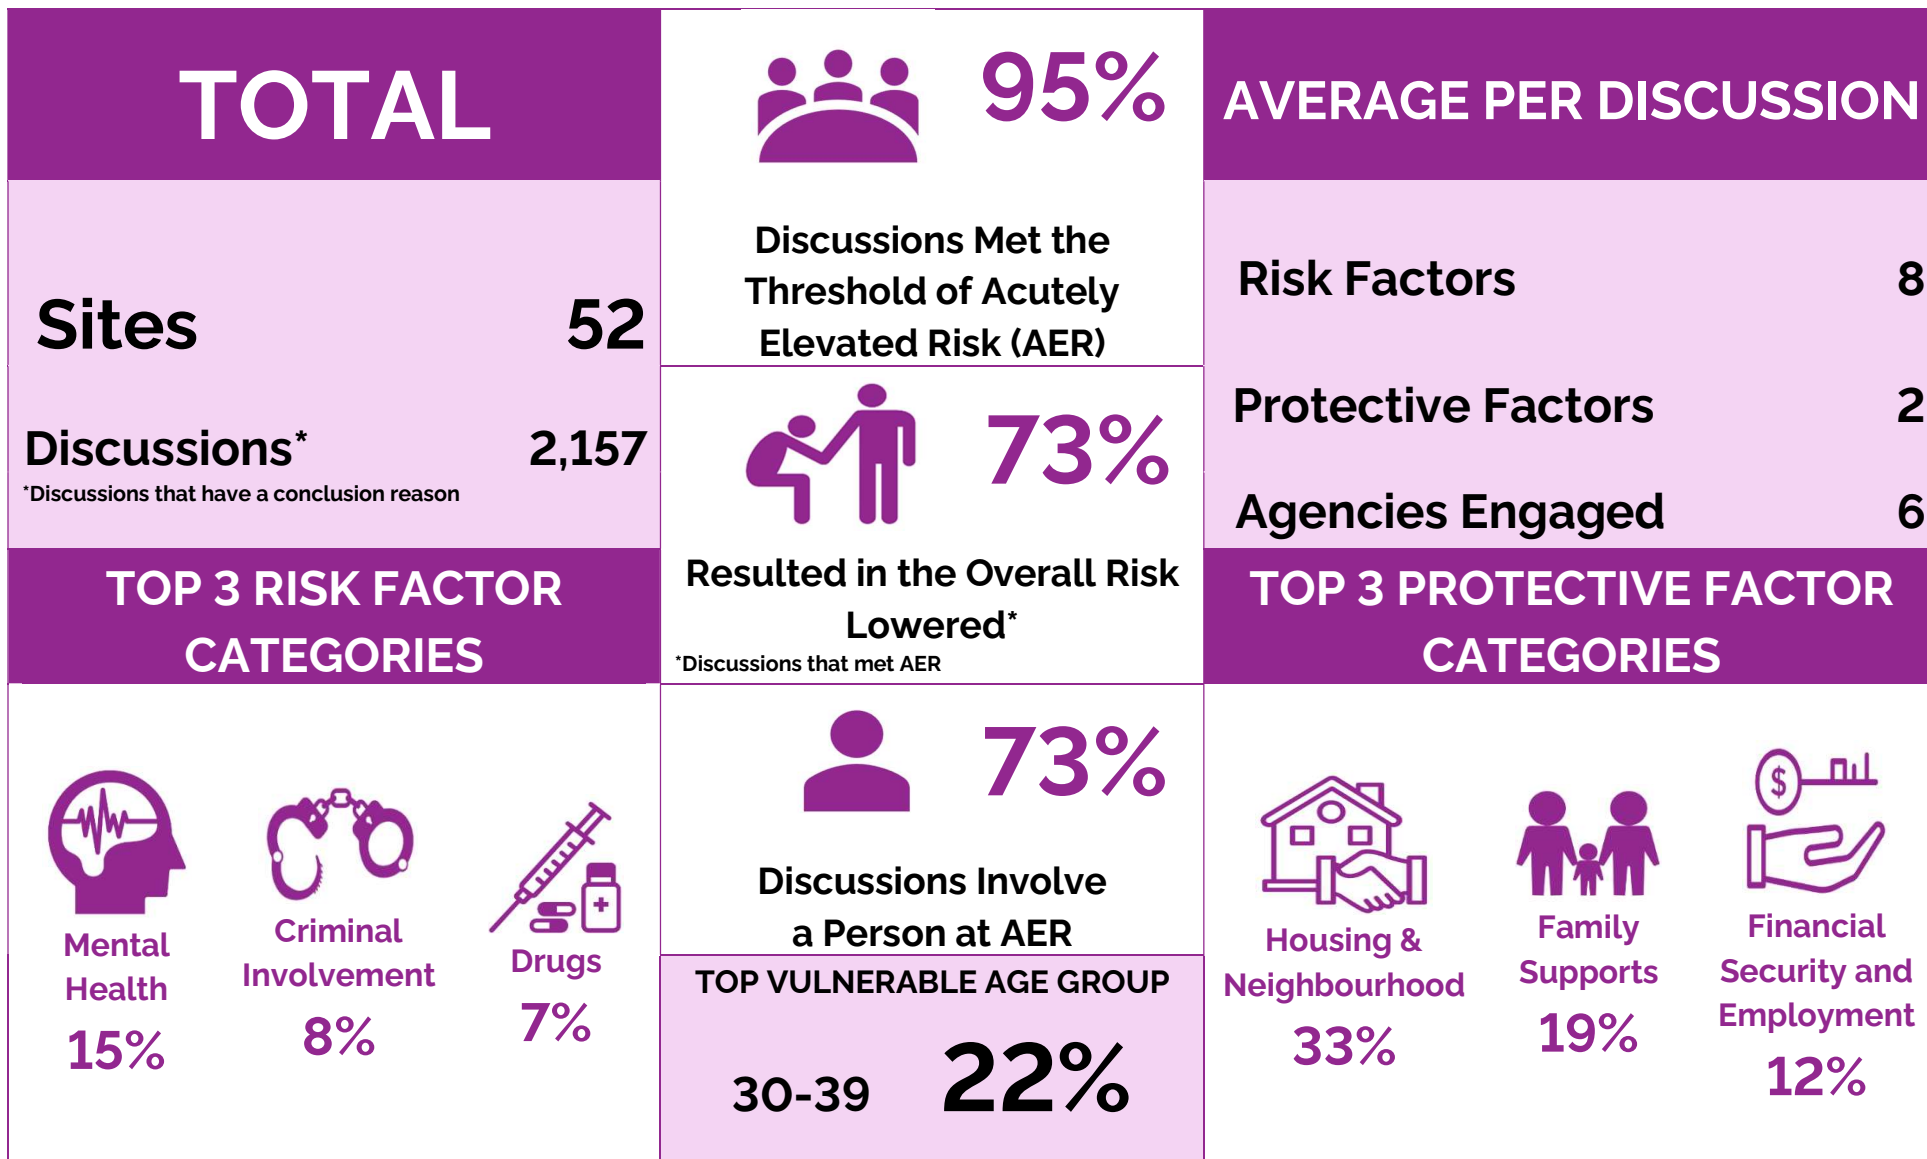 TOTAL
Sites 52
Discussions* 2,157
*Discussions that have a conclusion reason
TOP 3 RISK FACTOR
CATEGORIES
Mental
Health
15%
Criminal
Involvement
8%
Drugs
7%
95%
Discussions Met the
Threshold of Acutely
Elevated Risk (AER)
73%
Resulted in the Overall Risk
Lowered*
*Discussions that met AER
73%
Discussions Involve
a Person at AER
TOP VULNERABLE AGE GROUP
30-39 22%
AVERAGE PER DISCUSSION
Risk Factors 8
Protective Factors 2
Agencies Engaged 6
TOP 3 PROTECTIVE FACTOR
CATEGORIES
$
Housing &
Neighbourhood
33%
Family
Supports
19%
Financial
Security and
Employment
12%